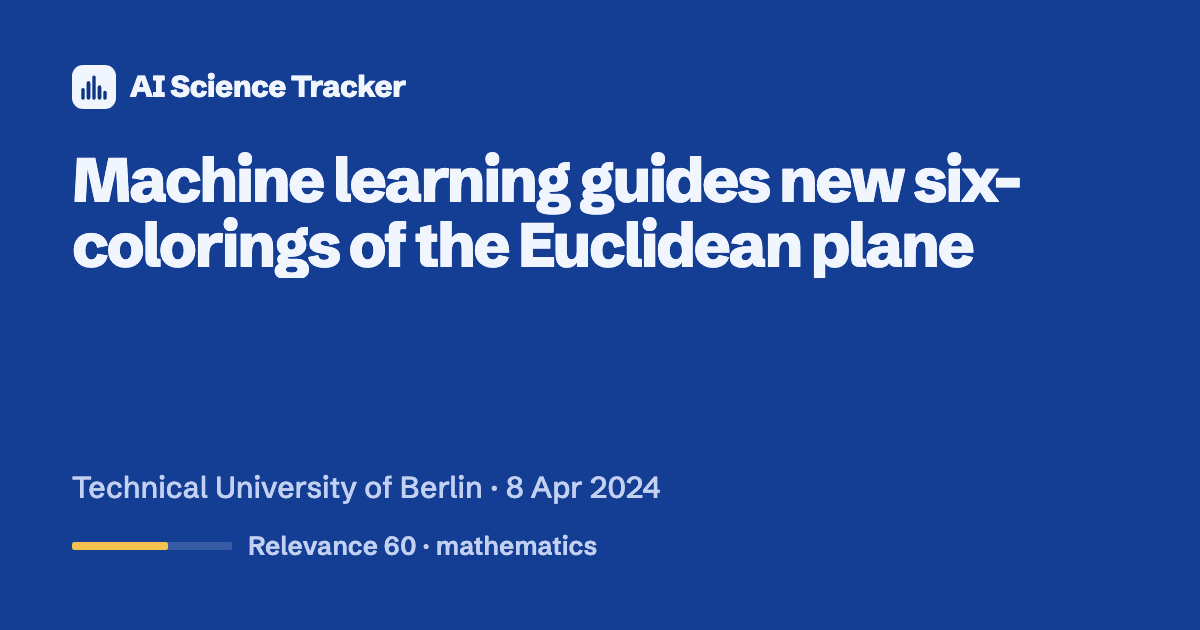 AI Science Tracker
Machine learning guides new six-
colorings of the Euclidean plane
Technical University of Berlin · 8 Apr 2024
Relevance 60 · mathematics